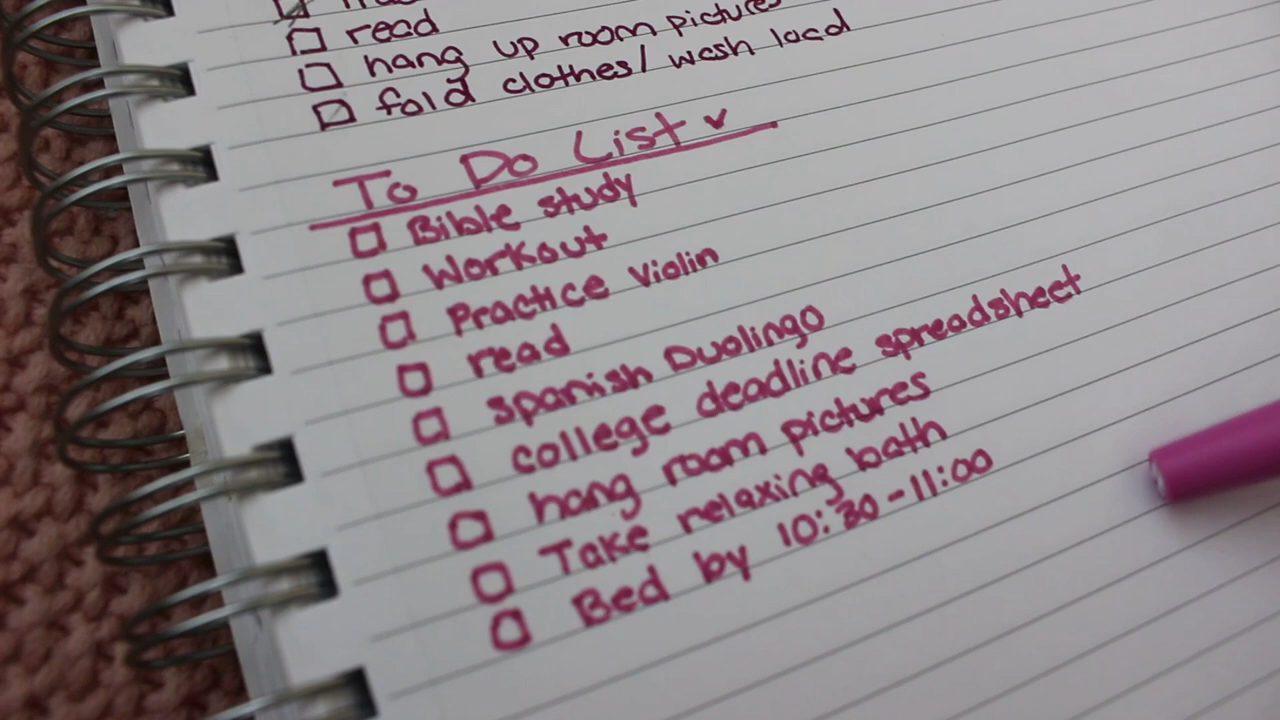 read
hang up room pictures
fold clothes/ wash load
To Do List
Bible study
Workout
Practice Violin
read
spanish Duolingo
college deadline spreadsheet
hang room pictures
Take relaxing bath
Bed by 10:30-11:00